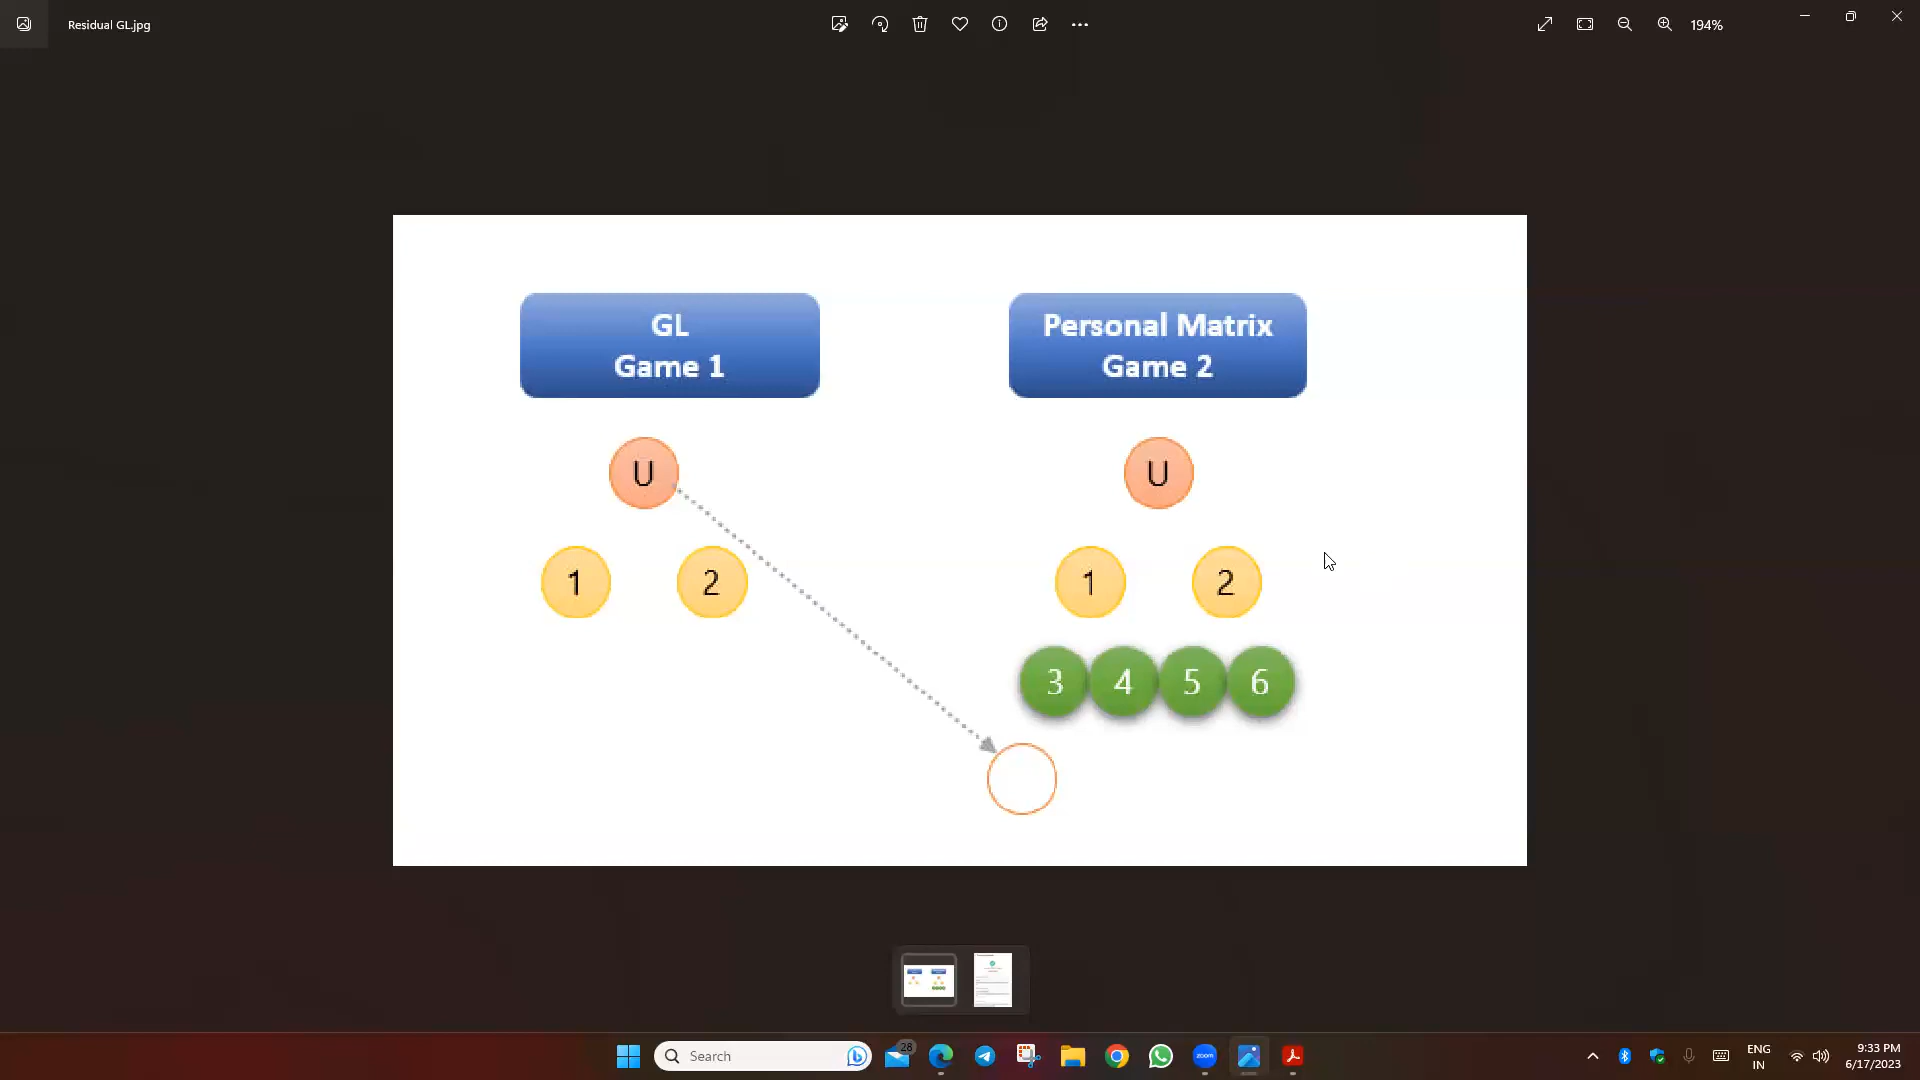 Residual GL.jpg
194%
GL
Game 1
Personal Matrix
Game 2
U
U
1
2
1
2
3
4
5
6
Search
28
zoom
ENG
IN
9:33 PM
6/17/2023